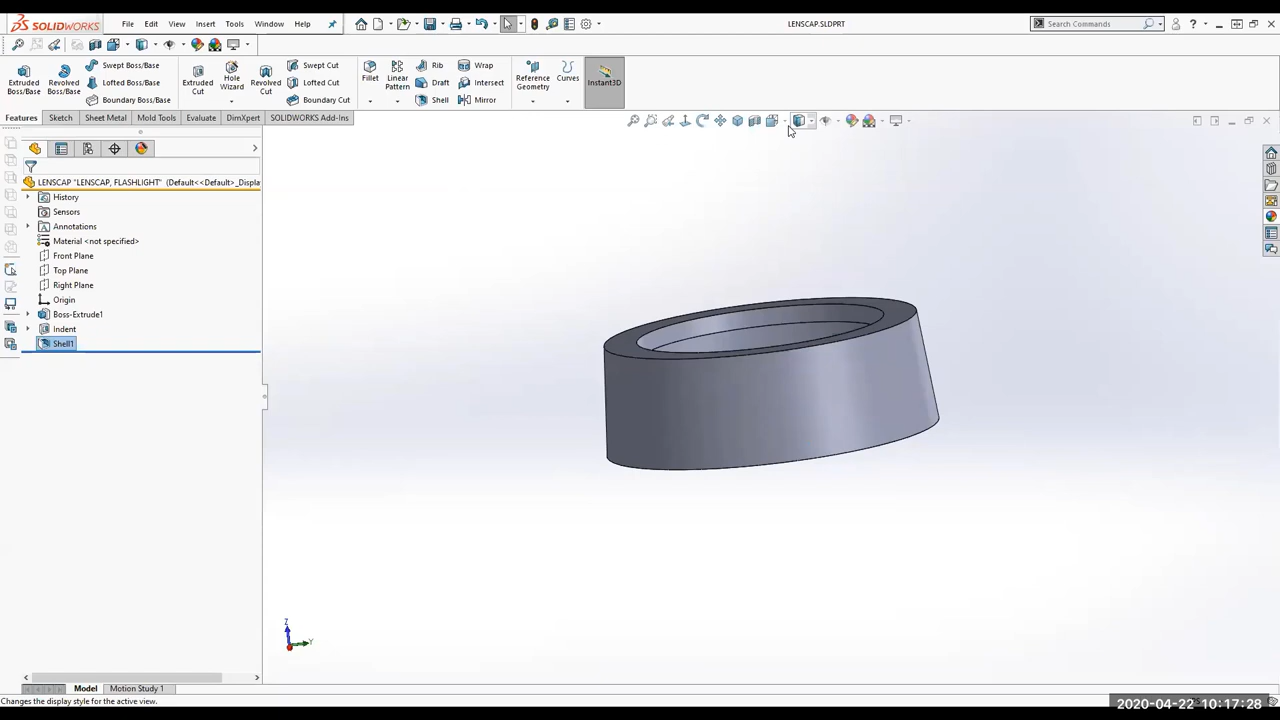 SOLIDWORKS File Edit View Insert Tools Window Help LENSCAP.SLDPRT Search Commands
Extruded Boss/Base
Revolved Boss/Base
Swept Boss/Base
Lofted Boss/Base
Boundary Boss/Base
Extruded Cut
Hole Wizard
Revolved Cut
Swept Cut
Lofted Cut
Boundary Cut
Fillet
Linear Pattern
Rib
Draft
Shell
Wrap
Intersect
Mirror
Reference Geometry
Curves
Instant3D
Features Sketch Sheet Metal Mold Tools Evaluate DimXpert SOLIDWORKS Add-Ins
LENSCAP "LENSCAP, FLASHLIGHT" (Default<<Default>_Displa
History
Sensors
Annotations
Material <not specified>
Front Plane
Top Plane
Right Plane
Origin
Boss-Extrude1
Indent
Shell1
Z
Y
Model Motion Study 1
Changes the display style for the active view.
2020-04-22 10:17:28